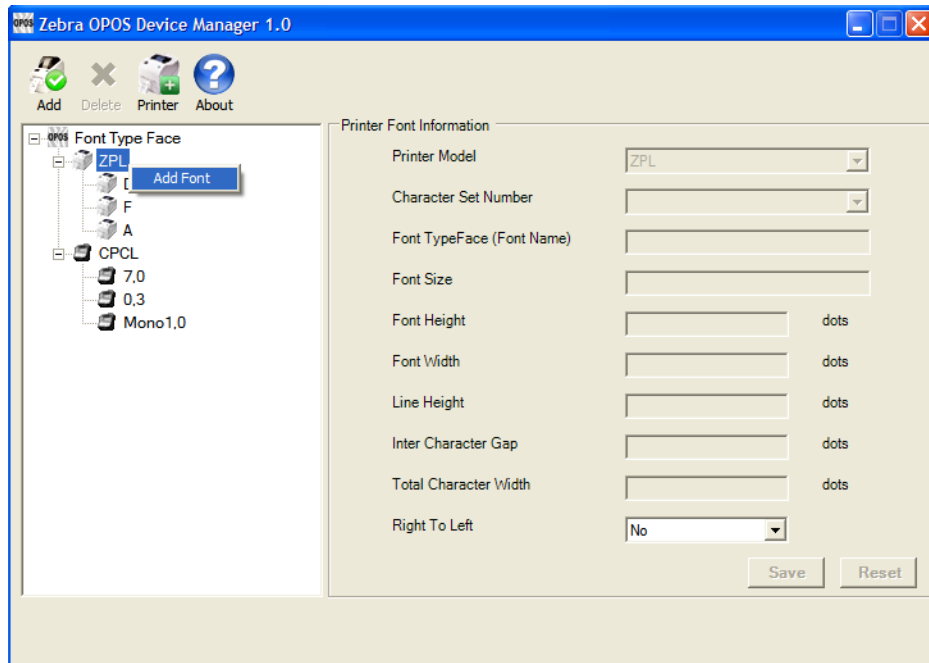 OPOS Zebra OPOS Device Manager 1.0
Add Delete Printer About
OPOS Font Type Face
ZPL
Add Font
D
F
A
CPCL
7,0
0,3
Mono1,0
Printer Font Information
Printer Model ZPL
Character Set Number
Font TypeFace (Font Name)
Font Size
Font Height dots
Font Width dots
Line Height dots
Inter Character Gap dots
Total Character Width dots
Right To Left No
Save Reset